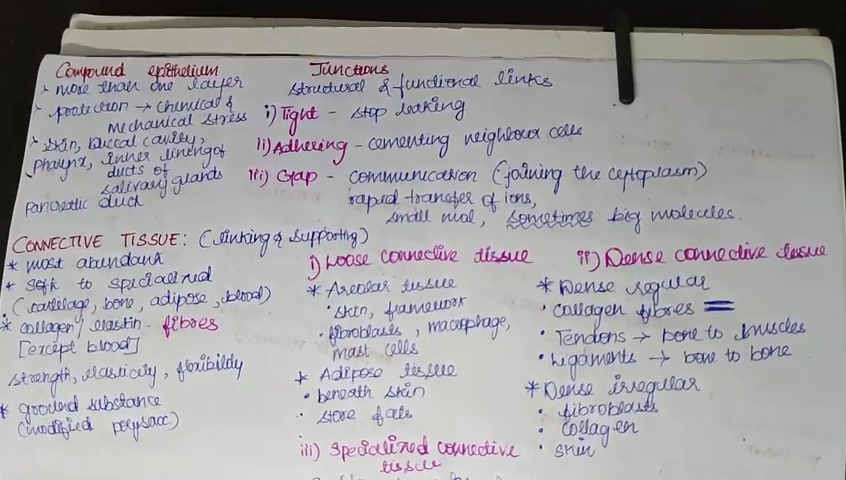 Compound epithelium
> more than one layer
> protection → chemical &
Mechanical stress
> skin, buccal cavity,
pharynx, inner lining of
ducts of
salivary glands
pancreatic duct
Junctions
structural & functional links
i) Tight - stop leaking
ii) Adhering - cementing neighbour cells
iii) Gap - communication (joining the cytoplasm)
rapid transfer of ions,
small mol, sometimes big molecules.
CONNECTIVE TISSUE: (linking & supporting)
* most abundant
* soft to specialized
(cartilage, bone, adipose, blood)
* collagen/ elastin - fibres
[except blood]
strength, elasticity, flexibility
* ground substance
(modified polysacc)
i) Loose connective tissue
* Areolar tissue
• skin, framework
• fibroblasts, macrophage,
mast cells
* Adipose tissue
• beneath skin
• store fats
iii) Specialized connective
tissue
ii) Dense connective tissue
* Dense regular
• collagen fibres =
• Tendons → bone to muscles
• Ligaments → bone to bone
* Dense irregular
• fibroblasts
• collagen
• skin